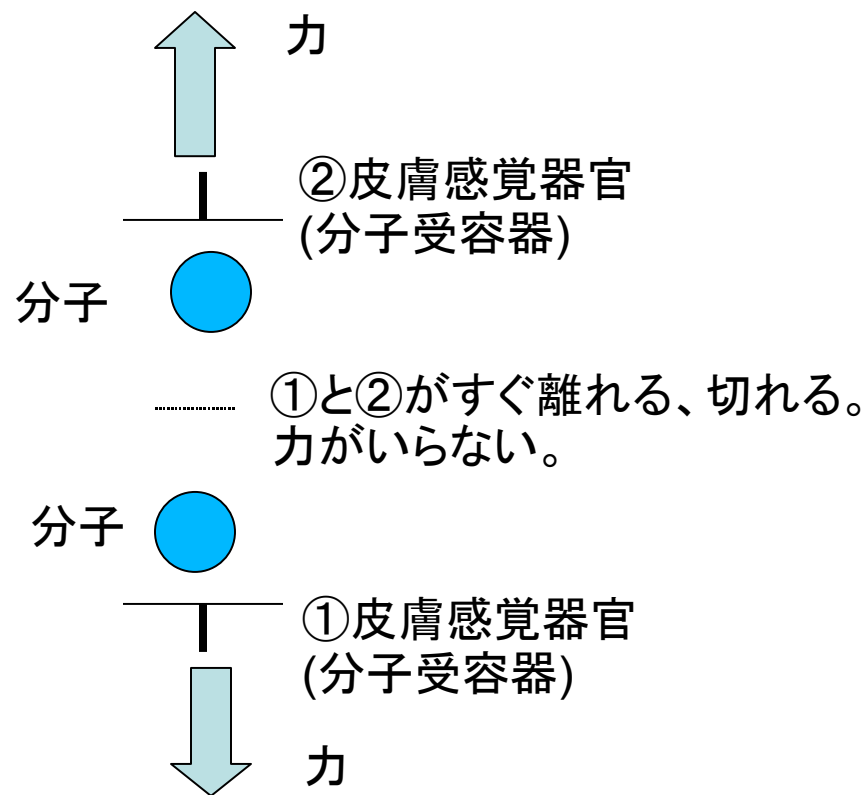 力
②皮膚感覚器官
(分子受容器)
分子
①と②がすぐ離れる、切れる。
力がいらない。
分子
①皮膚感覚器官
(分子受容器)
力